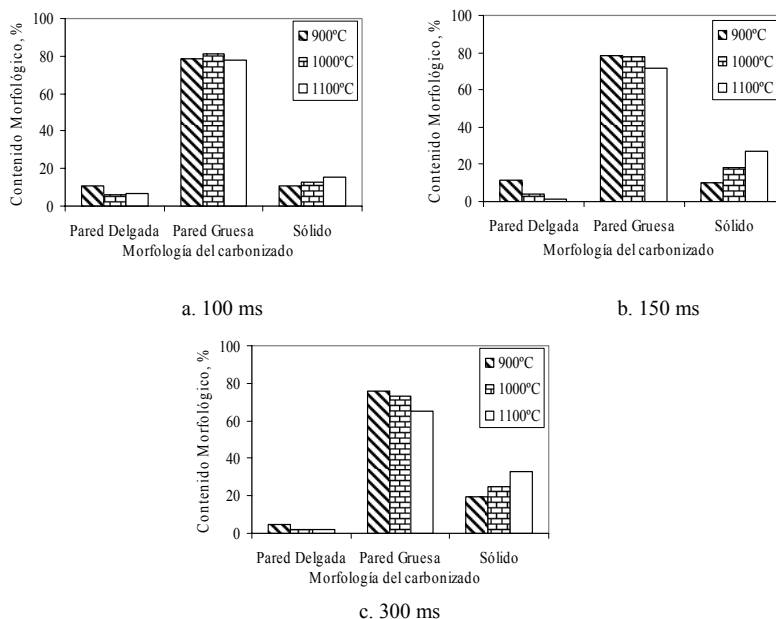 Contenido Morfológico, %
100
80
60
40
20
0
900ºC
1000ºC
1100ºC
Pared Delgada Pared Gruesa Sólido
Morfología del carbonizado
a. 100 ms
Contenido Morfológico, %
100
80
60
40
20
0
900ºC
1000ºC
1100ºC
Pared Delgada Pared Gruesa Sólido
Morfología del carbonizado
b. 150 ms
Contenido Morfológico, %
100
80
60
40
20
0
900ºC
1000ºC
1100ºC
Pared Delgada Pared Gruesa Sólido
Morfología del carbonizado
c. 300 ms